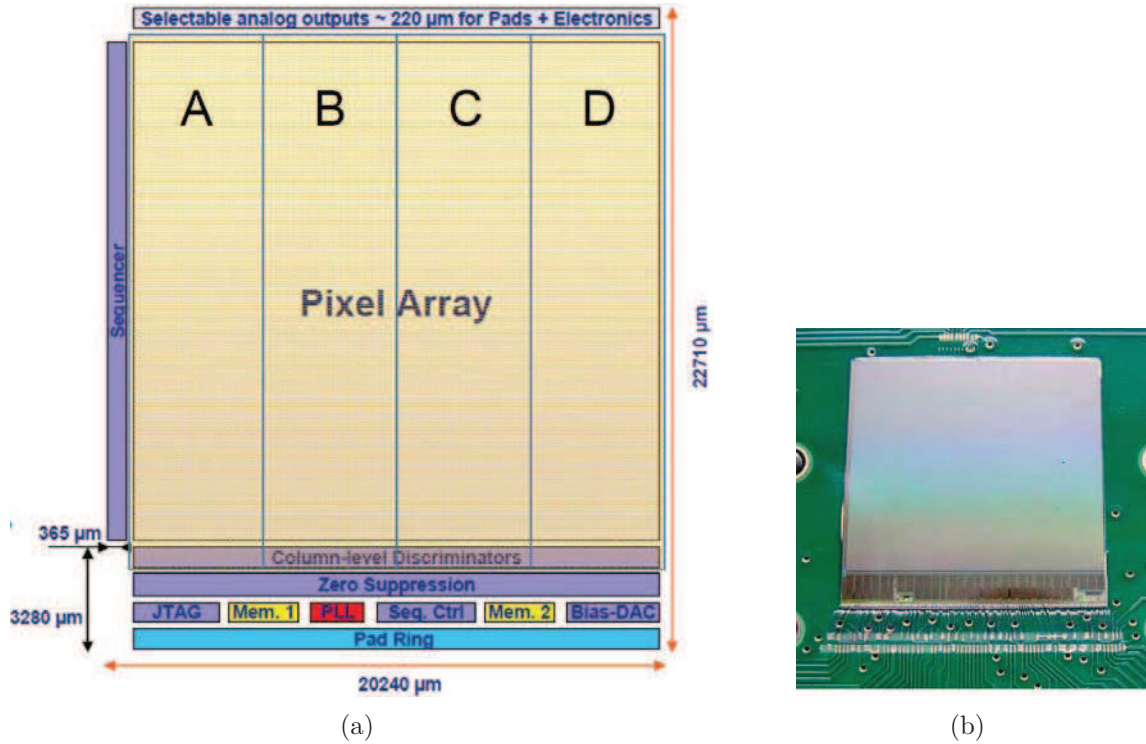 Selectable analog outputs ~ 220 µm for Pads + Electronics
A B C D
Sequencer
Pixel Array
22710 µm
365 µm
Column-level Discriminators
Zero Suppression
3280 µm
JTAG Mem. 1 PLL Seq. Ctrl Mem. 2 Bias-DAC
Pad Ring
20240 µm
(a)
(b)